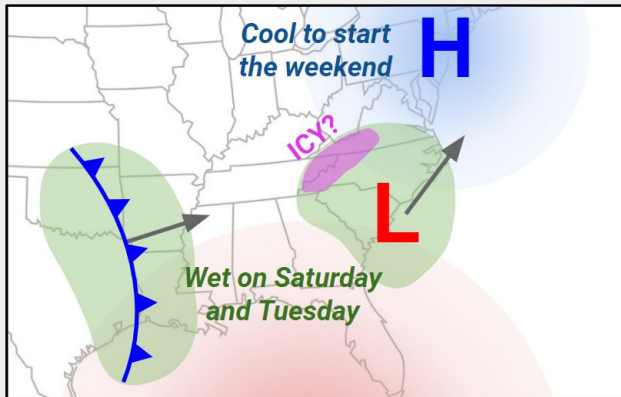 Cool to start
the weekend
H
ICY?
L
Wet on Saturday
and Tuesday